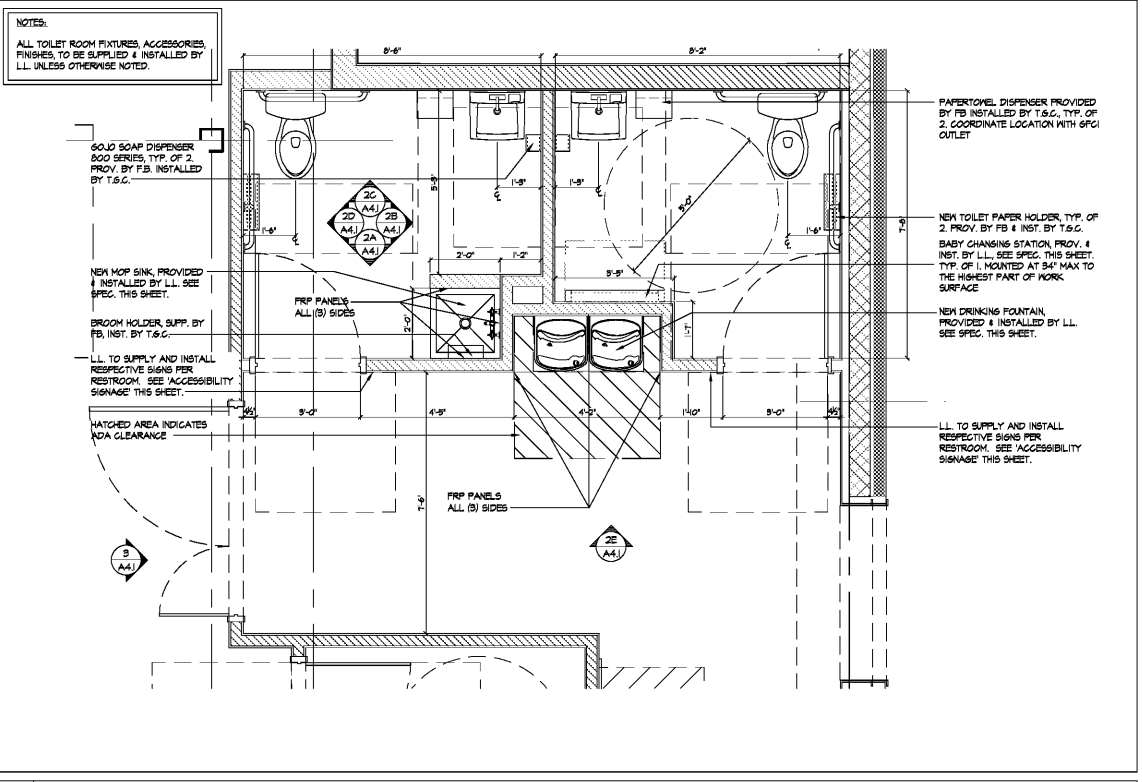 NOTES:
ALL TOILET ROOM FIXTURES, ACCESSORIES,
FINISHES, TO BE SUPPLIED & INSTALLED BY
L.L. UNLESS OTHERWISE NOTED.
8'-6"
8'-2"
GOJO SOAP DISPENSER
800 SERIES, TYP. OF 2.
PROV. BY F.B. INSTALLED
BY T.G.C.
PAPERTOWEL DISPENSER PROVIDED
BY FB INSTALLED BY T.G.C., TYP. OF
2. COORDINATE LOCATION WITH GFCI
OUTLET
5'-3"
1'-3"
1'-3"
5'-0"
7'-8"
2C
A4.1
2D
A4.1
2B
A4.1
2A
A4.1
1'-6"
1'-6"
NEW TOILET PAPER HOLDER, TYP. OF
2. PROV. BY FB & INST. BY T.G.C.
BABY CHANGING STATION, PROV. &
INST. BY L.L., SEE SPEC. THIS SHEET.
TYP. OF 1. MOUNTED AT 34" MAX TO
THE HIGHEST PART OF WORK
SURFACE
2'-0"
1'-2"
3'-5"
NEW MOP SINK, PROVIDED
& INSTALLED BY L.L. SEE
SPEC. THIS SHEET.
FRP PANELS
ALL (3) SIDES
2'-0"
1'-7"
NEW DRINKING FOUNTAIN,
PROVIDED & INSTALLED BY L.L.
SEE SPEC. THIS SHEET.
BROOM HOLDER, SUPP. BY
FB, INST. BY T.G.C.
L.L. TO SUPPLY AND INSTALL
RESPECTIVE SIGNS PER
RESTROOM. SEE 'ACCESSIBILITY
SIGNAGE' THIS SHEET.
4½"
3'-0"
4'-5"
4'-2"
1'-10"
3'-0"
4½"
HATCHED AREA INDICATES
ADA CLEARANCE
L.L. TO SUPPLY AND INSTALL
RESPECTIVE SIGNS PER
RESTROOM. SEE 'ACCESSIBILITY
SIGNAGE' THIS SHEET.
7'-6"
FRP PANELS
ALL (3) SIDES
3
A4.1
2E
A4.1